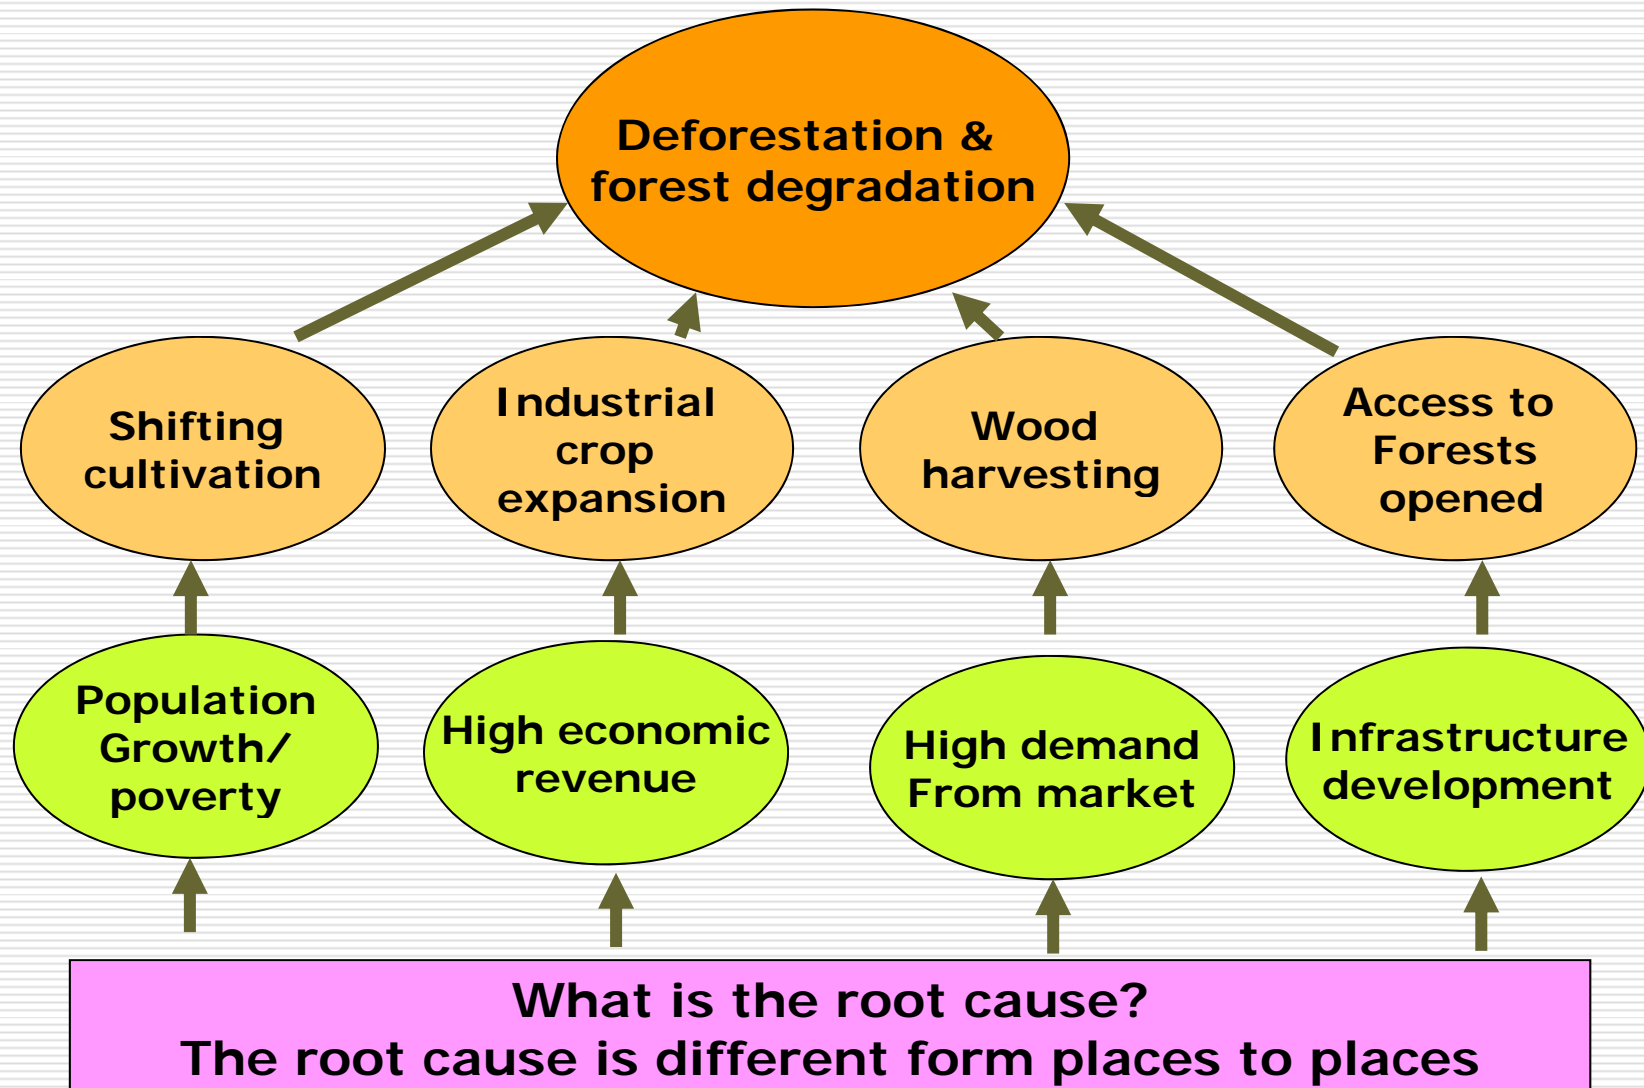 Deforestation &
forest degradation
Shifting
cultivation
Industrial
crop
expansion
Wood
harvesting
Access to
Forests
opened
Population
Growth/
poverty
High economic
revenue
High demand
From market
Infrastructure
development
What is the root cause?
The root cause is different form places to places